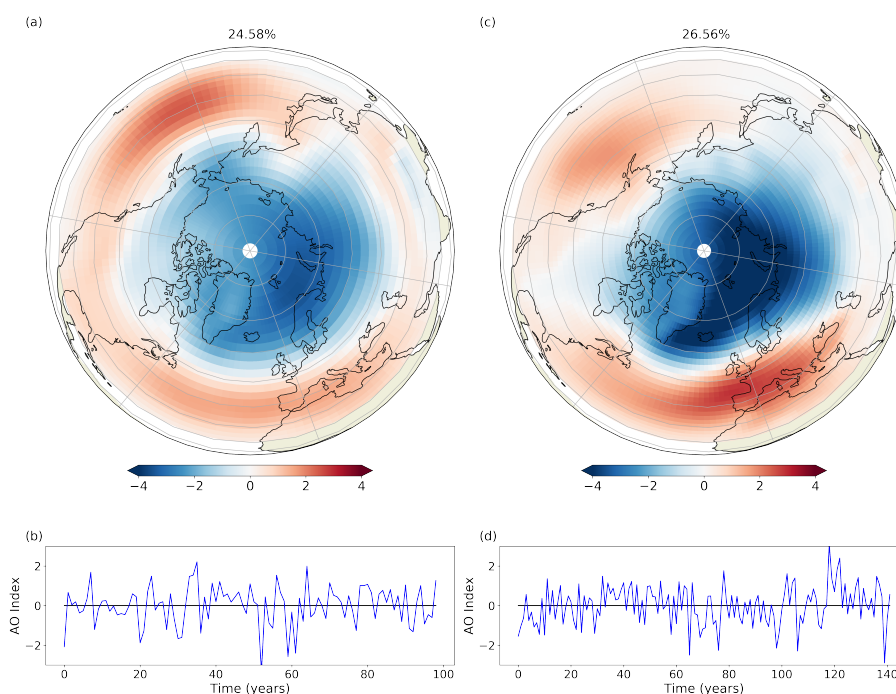 (a)
24.58%
−4 −2 0 2 4
(b)
AO Index
2
0
−2
0 20 40 60 80 100
Time (years)
(c)
26.56%
−4 −2 0 2 4
(d)
AO Index
2
0
−2
0 20 40 60 80 100 120 140
Time (years)